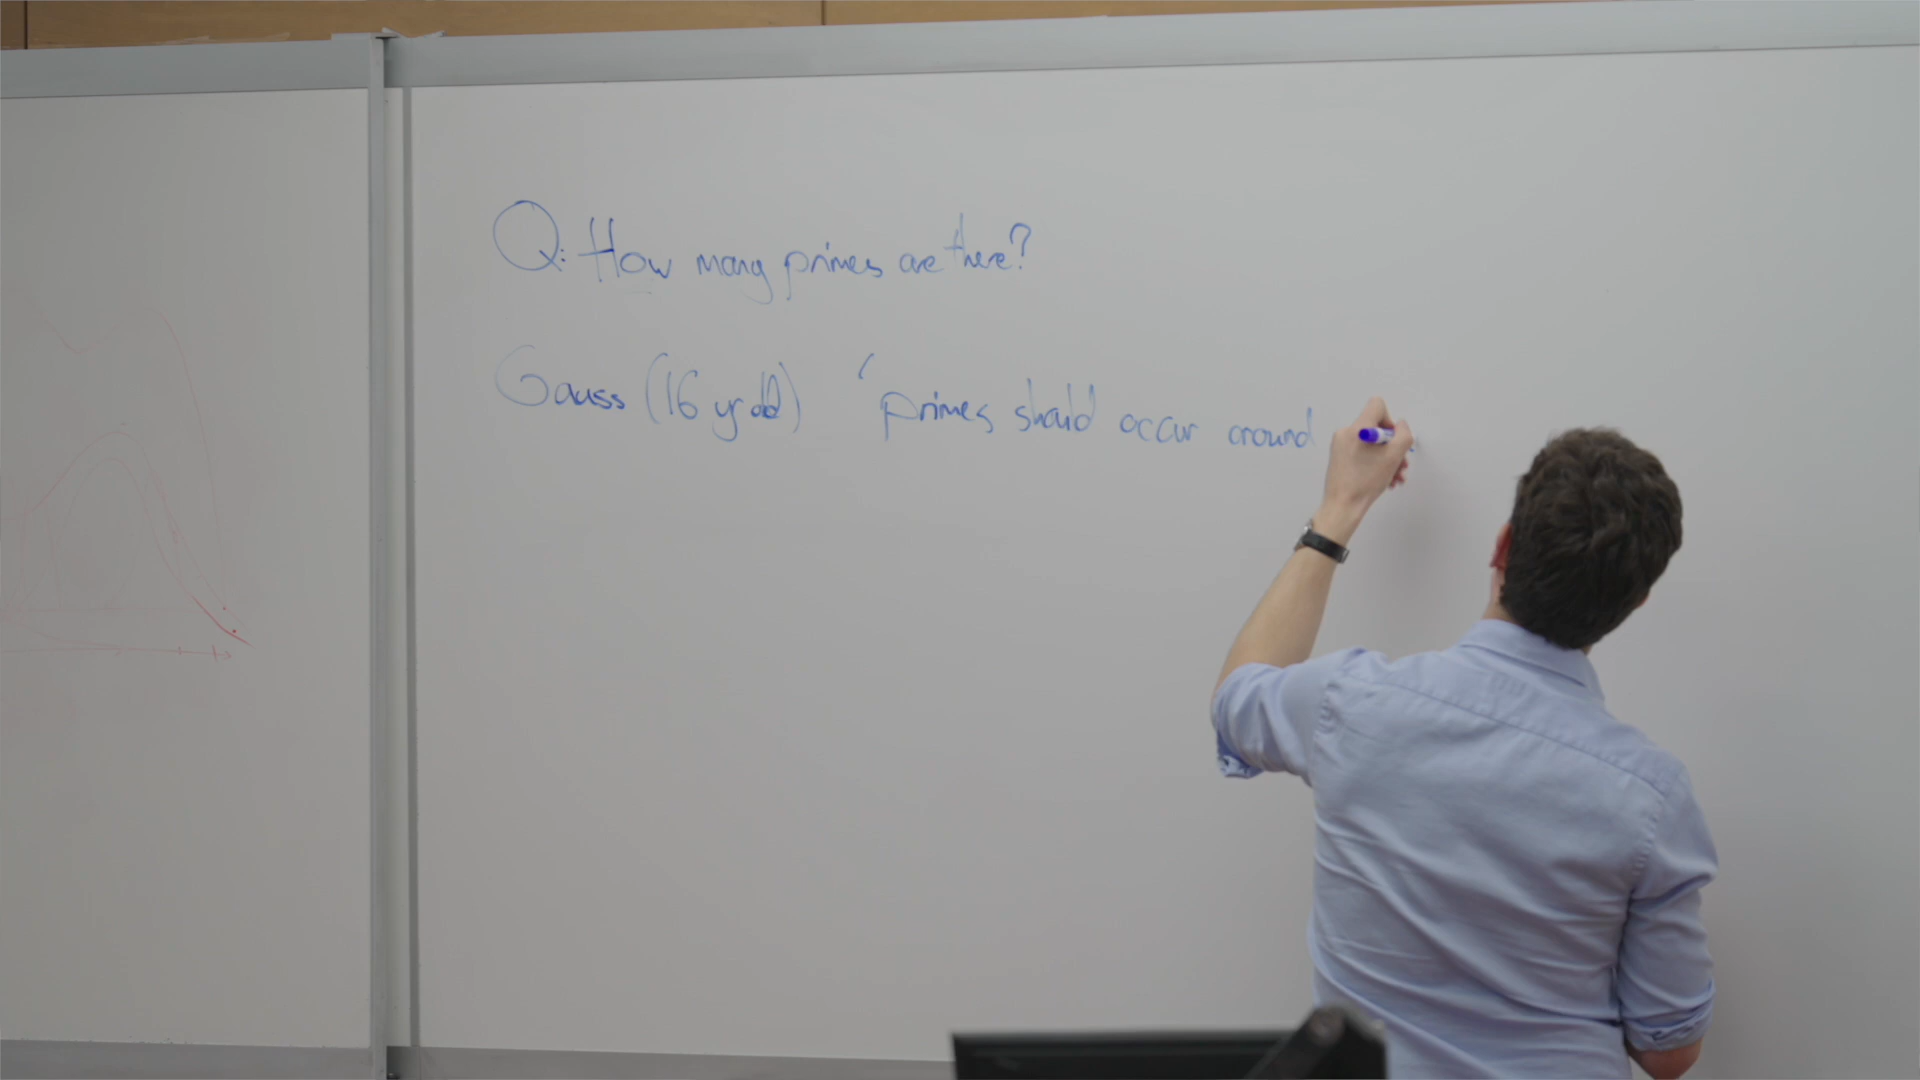 Q: How many primes are there?
Gauss (16 yr old) 'primes should occur around